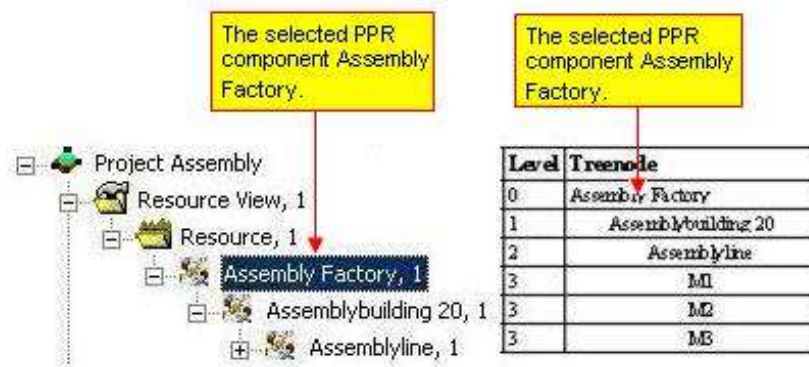 The selected PPR
component Assembly
Factory.
The selected PPR
component Assembly
Factory.
Project Assembly
Resource View, 1
Resource, 1
Assembly Factory, 1
Assemblybuilding 20, 1
Assemblyline, 1
Level Treenode
0 Assembly Factory
1 Assemblybuilding 20
2 Assemblyline
3 M1
3 M2
3 M3